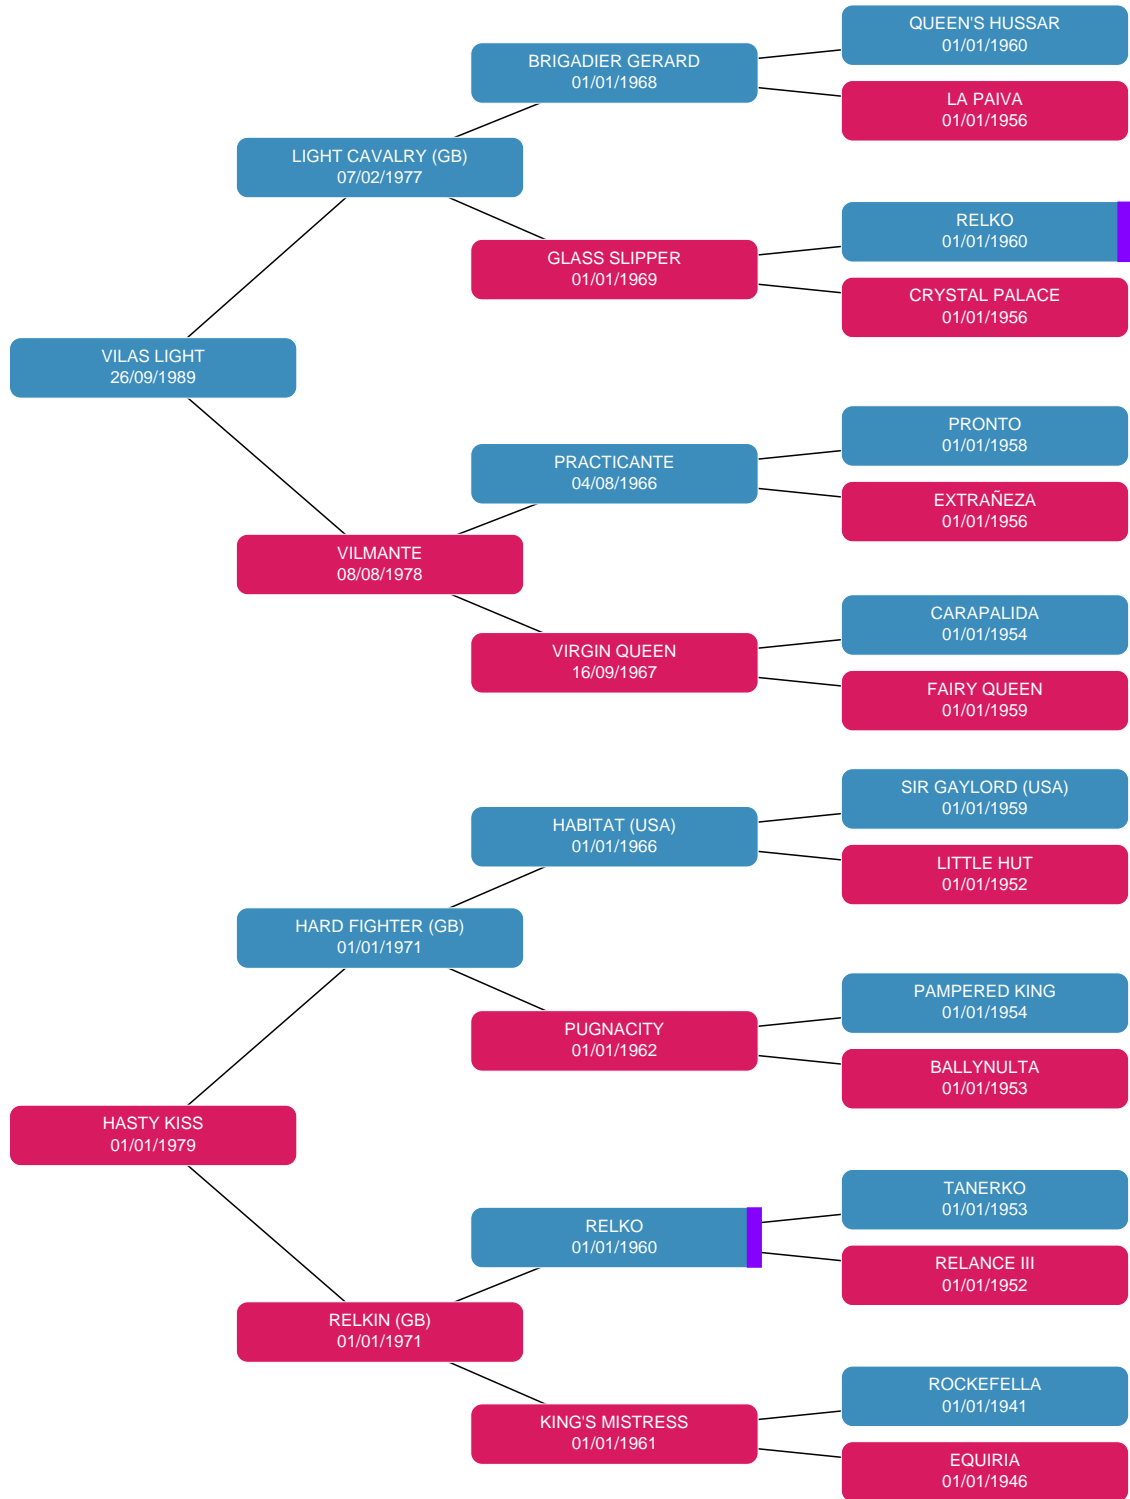 QUEEN'S HUSSAR
01/01/1960
BRIGADIER GERARD
01/01/1968
LA PAIVA
01/01/1956
LIGHT CAVALRY (GB)
07/02/1977
RELKO
01/01/1960
GLASS SLIPPER
01/01/1969
CRYSTAL PALACE
01/01/1956
VILAS LIGHT
26/09/1989
PRONTO
01/01/1958
PRACTICANTE
04/08/1966
EXTRAÑEZA
01/01/1956
VILMANTE
08/08/1978
CARAPALIDA
01/01/1954
VIRGIN QUEEN
16/09/1967
FAIRY QUEEN
01/01/1959
SIR GAYLORD (USA)
01/01/1959
HABITAT (USA)
01/01/1966
LITTLE HUT
01/01/1952
HARD FIGHTER (GB)
01/01/1971
PAMPERED KING
01/01/1954
PUGNACITY
01/01/1962
BALLYNULTA
01/01/1953
HASTY KISS
01/01/1979
TANERKO
01/01/1953
RELKO
01/01/1960
RELANCE III
01/01/1952
RELKIN (GB)
01/01/1971
ROCKEFELLA
01/01/1941
KING'S MISTRESS
01/01/1961
EQUIRIA
01/01/1946